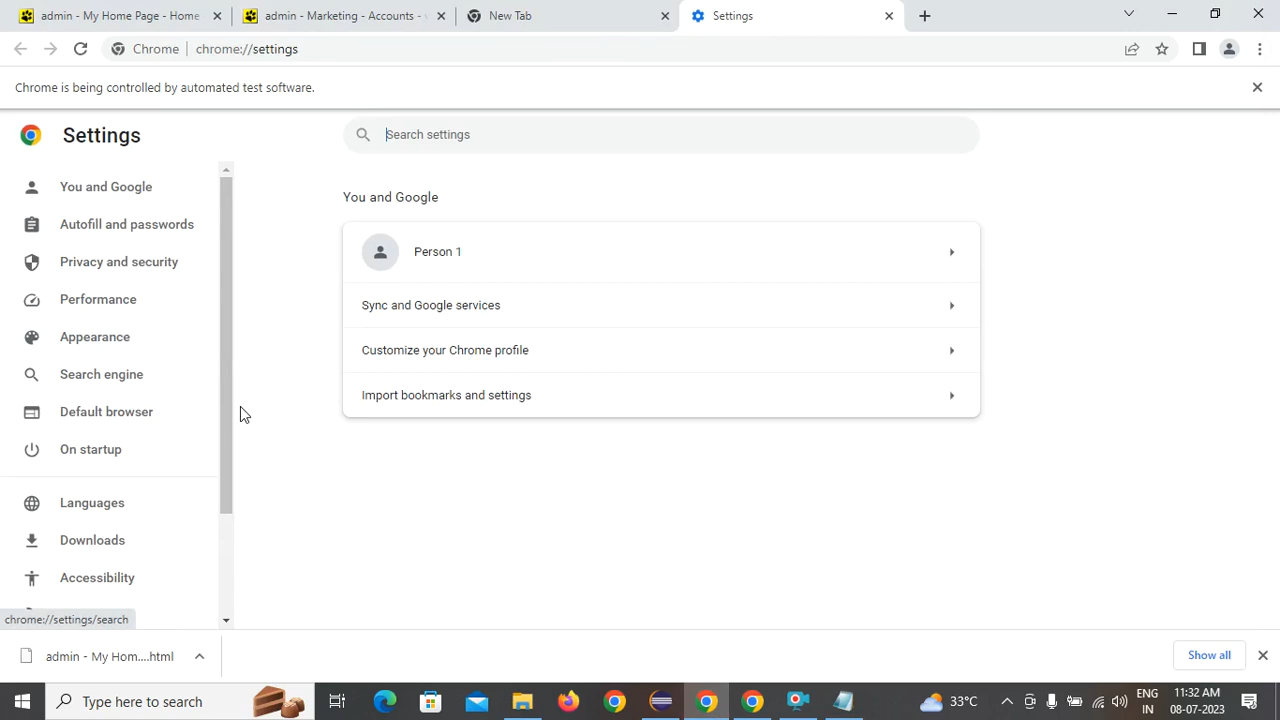 admin - My Home Page - Home
admin - Marketing - Accounts -
New Tab
Settings
Chrome
chrome://settings
Chrome is being controlled by automated test software.
Settings
Search settings
You and Google
Autofill and passwords
Privacy and security
Performance
Appearance
Search engine
Default browser
On startup
Languages
Downloads
Accessibility
You and Google
Person 1
Sync and Google services
Customize your Chrome profile
Import bookmarks and settings
chrome://settings/search
admin - My Hom....html
Show all
Type here to search
33°C
ENG
IN
11:32 AM
08-07-2023